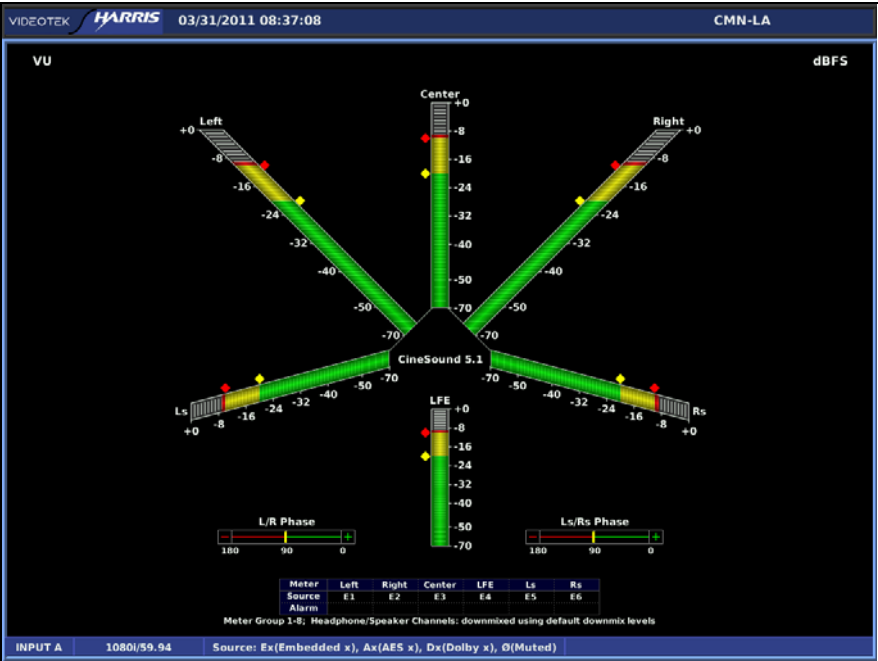 VIDEOTEK HARRIS 03/31/2011 08:37:08 CMN-LA
VU dBFS
Center
+0
-8
-16
-24
-32
-40
-50
-70
Left
+0
-8
-16
-24
-32
-40
-50
-70
Right
+0
-8
-16
-24
-32
-40
-50
-70
CineSound 5.1
Ls
+0
-8
-16
-24
-32
-40
-50
-70
LFE
+0
-8
-16
-24
-32
-40
-50
-70
Rs
+0
-8
-16
-24
-32
-40
-50
-70
L/R Phase
- +
180 90 0
Ls/Rs Phase
- +
180 90 0
Meter Left Right Center LFE Ls Rs
Source E1 E2 E3 E4 E5 E6
Alarm
Meter Group 1-8; Headphone/Speaker Channels: downmixed using default downmix levels
INPUT A 1080i/59.94 Source: Ex(Embedded x), Ax(AES x), Dx(Dolby x), Ø(Muted)